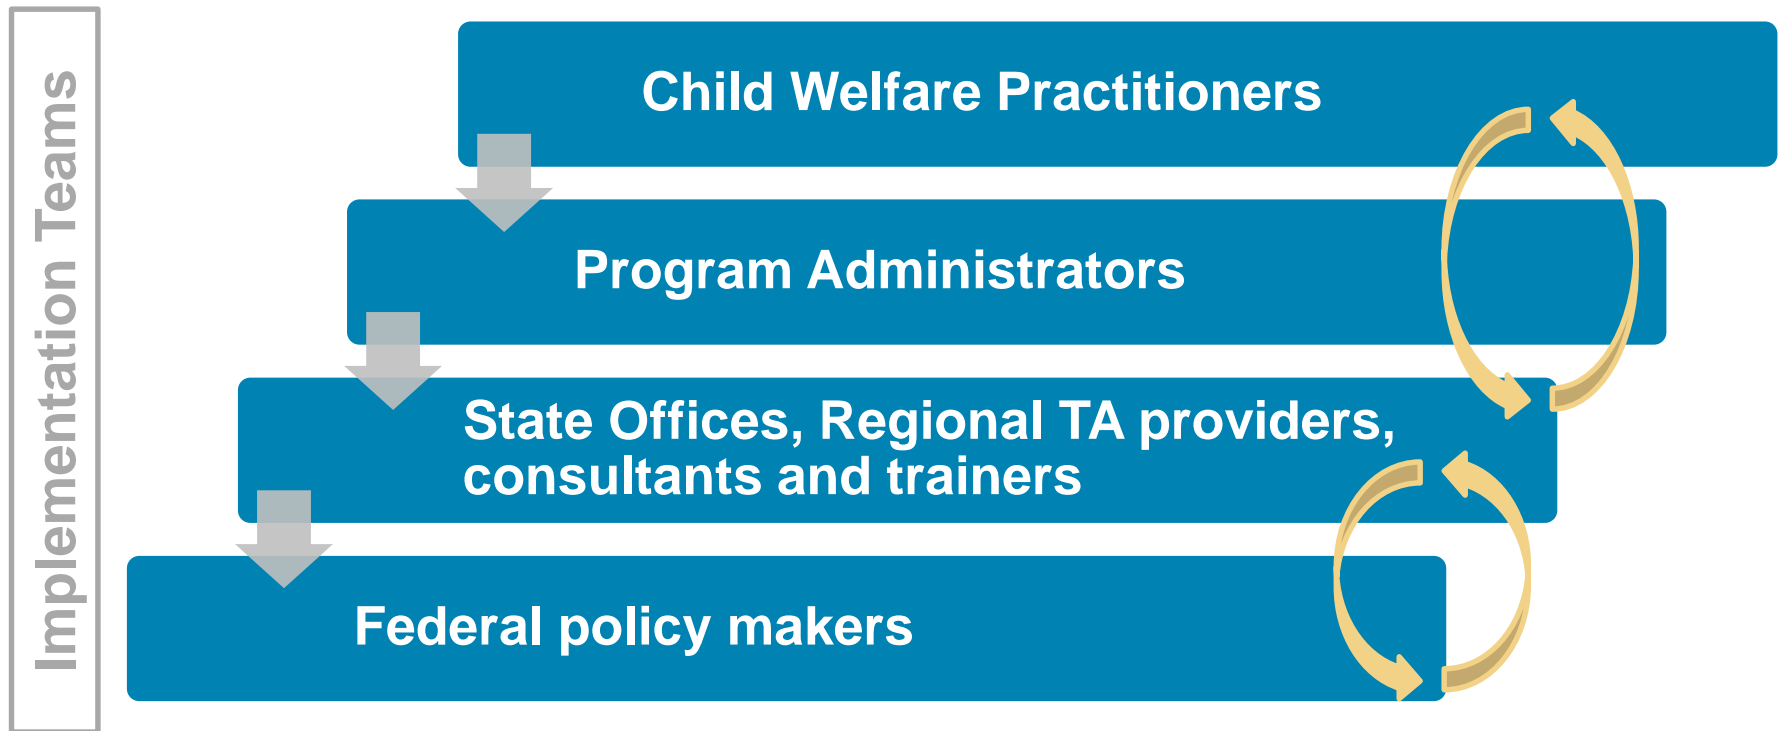 Implementation Teams
Child Welfare Practitioners
Program Administrators
State Offices, Regional TA providers,
consultants and trainers
Federal policy makers